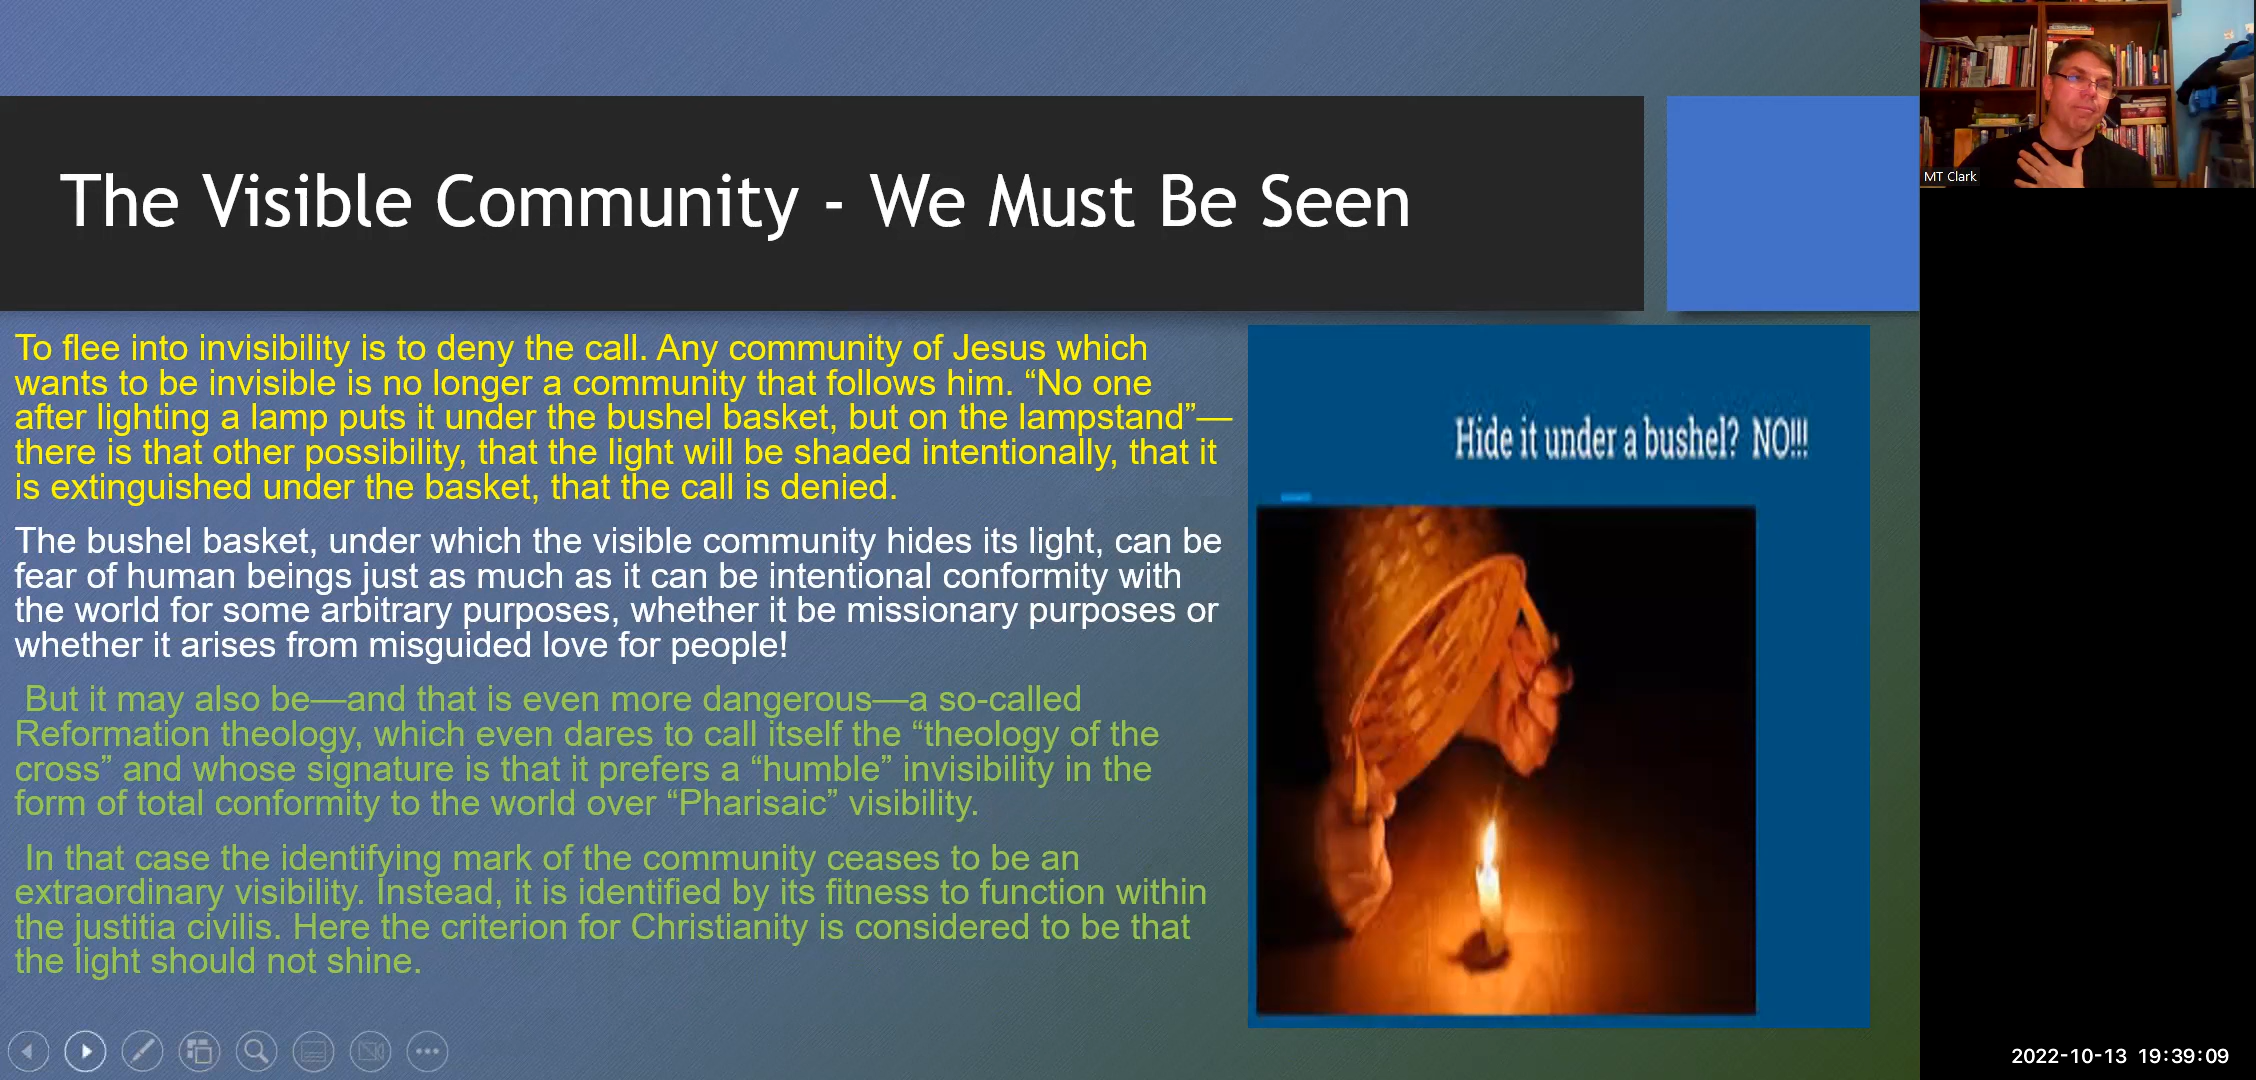 The Visible Community - We Must Be Seen
To flee into invisibility is to deny the call. Any community of Jesus which
wants to be invisible is no longer a community that follows him. “No one
after lighting a lamp puts it under the bushel basket, but on the lampstand”—
there is that other possibility, that the light will be shaded intentionally, that it
is extinguished under the basket, that the call is denied.
The bushel basket, under which the visible community hides its light, can be
fear of human beings just as much as it can be intentional conformity with
the world for some arbitrary purposes, whether it be missionary purposes or
whether it arises from misguided love for people!
But it may also be—and that is even more dangerous—a so-called
Reformation theology, which even dares to call itself the “theology of the
cross” and whose signature is that it prefers a “humble” invisibility in the
form of total conformity to the world over “Pharisaic” visibility.
In that case the identifying mark of the community ceases to be an
extraordinary visibility. Instead, it is identified by its fitness to function within
the justitia civilis. Here the criterion for Christianity is considered to be that
the light should not shine.
Hide it under a bushel? NO!!!
MT Clark
2022-10-13 19:39:09